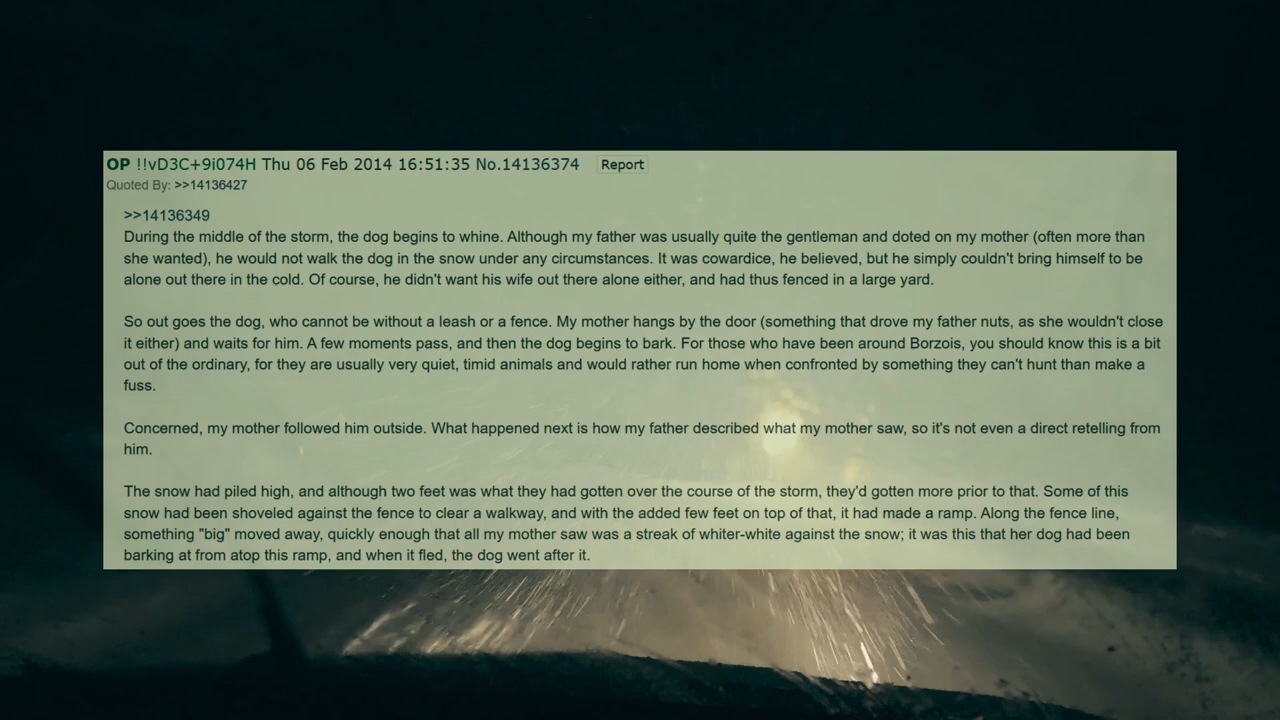 OP !!vD3C+9i074H Thu 06 Feb 2014 16:51:35 No.14136374 Report
Quoted By: >>14136427
>>14136349
During the middle of the storm, the dog begins to whine. Although my father was usually quite the gentleman and doted on my mother (often more than
she wanted), he would not walk the dog in the snow under any circumstances. It was cowardice, he believed, but he simply couldn't bring himself to be
alone out there in the cold. Of course, he didn't want his wife out there alone either, and had thus fenced in a large yard.
So out goes the dog, who cannot be without a leash or a fence. My mother hangs by the door (something that drove my father nuts, as she wouldn't close
it either) and waits for him. A few moments pass, and then the dog begins to bark. For those who have been around Borzois, you should know this is a bit
out of the ordinary, for they are usually very quiet, timid animals and would rather run home when confronted by something they can't hunt than make a
fuss.
Concerned, my mother followed him outside. What happened next is how my father described what my mother saw, so it's not even a direct retelling from
him.
The snow had piled high, and although two feet was what they had gotten over the course of the storm, they'd gotten more prior to that. Some of this
snow had been shoveled against the fence to clear a walkway, and with the added few feet on top of that, it had made a ramp. Along the fence line,
something "big" moved away, quickly enough that all my mother saw was a streak of whiter-white against the snow; it was this that her dog had been
barking at from atop this ramp, and when it fled, the dog went after it.